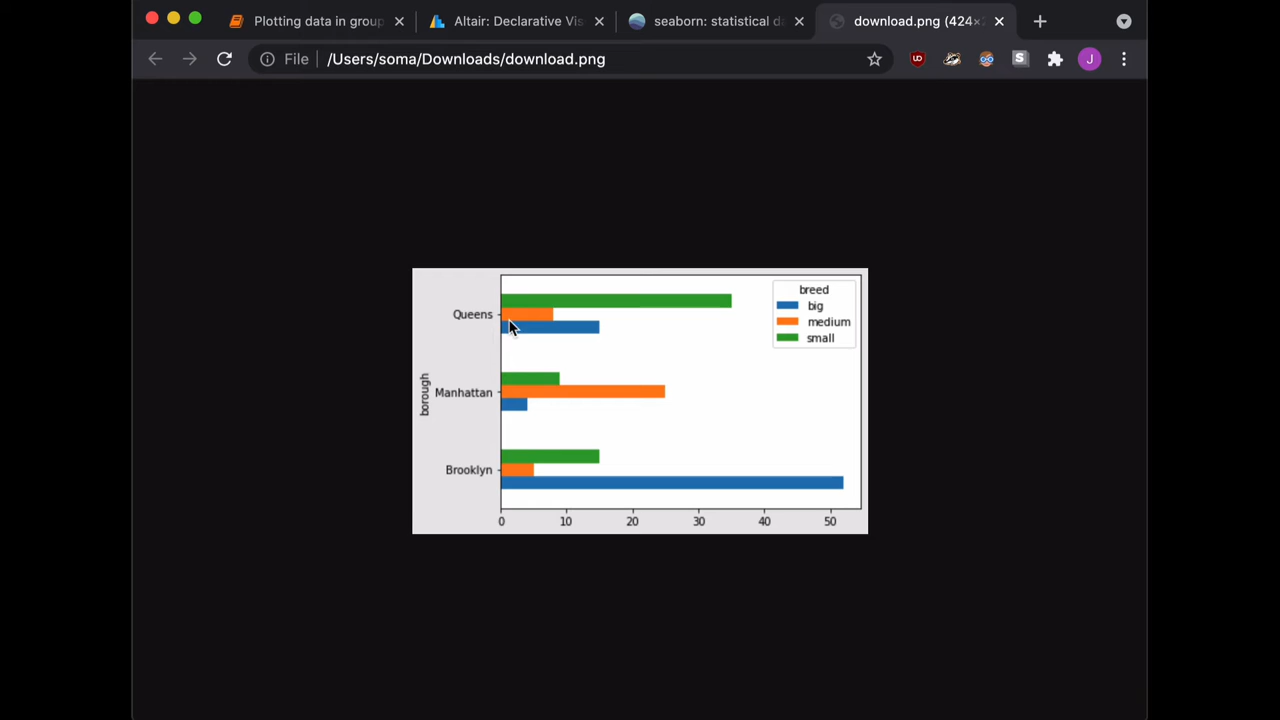 Plotting data in group
Altair: Declarative Vis
seaborn: statistical d
download.png (424×
File
/Users/soma/Downloads/download.png
UD
S
J
breed
big
medium
small
Queens
Manhattan
Brooklyn
borough
0 10 20 30 40 50